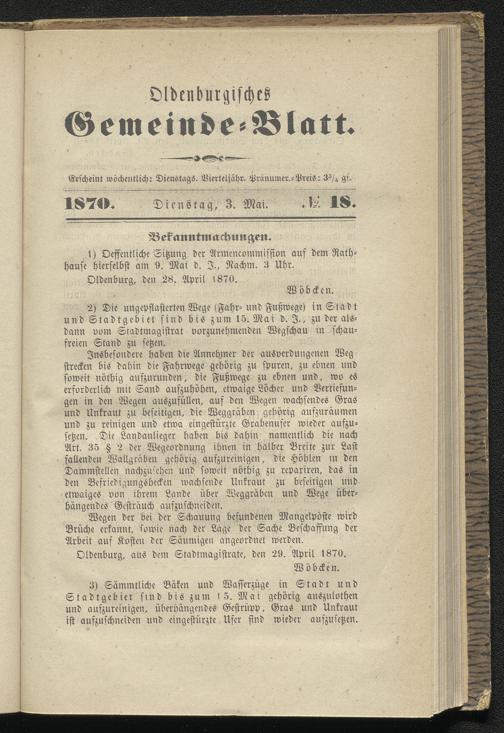 Oldenburgisches
Gemeinde-Blatt.
Erscheint wöchentlich: Dienstags. Vierteljähr. Pränumer.-Preis: 3¾ gr.
1870. Dienstag, 3. Mai. № 18.
Bekanntmachungen.
1) Oeffentliche Sitzung der Armencommission auf dem Rath-
hause hierselbst am 9. Mai d. J., Nachm. 3 Uhr.
Oldenburg, den 28. April 1870.
Wöbcken.
2) Die ungepflasterten Wege (Fahr- und Fußwege) in Stadt
und Stadtgebiet sind bis zum 15. Mai d. J., zu der als-
dann vom Stadtmagistrat vorzunehmenden Wegschau in schau-
freien Stand zu setzen.
Insbesondere haben die Annehmer der ausverdungenen Weg
strecken bis dahin die Fahrwege gehörig zu spuren, zu ebnen und
soweit nöthig aufzurunden, die Fußwege zu ebnen und, wo es
erforderlich mit Sand aufzuhöhen, etwaige Löcher und Vertiefun-
gen in den Wegen auszufüllen, auf den Wegen wachsendes Gras
und Unkraut zu beseitigen, die Weggräben gehörig aufzuräumen
und zu reinigen und etwa eingestürzte Grabenufer wieder aufzu-
setzen. Die Landanlieger haben bis dahin namentlich die nach
Art. 35 § 2 der Wegeordnung ihnen in halber Breite zur Last
fallenden Wallgräben gehörig aufzureinigen, die Höhlen in den
Dammstellen nachzusehen und soweit nöthig zu repariren, das in
den Befriedigungsbecken wachsende Unkraut zu beseitigen und
etwaiges von ihrem Lande über Weggräben und Wege über-
hängendes Gesträuch aufzuschneiden.
Wegen der bei der Schauung befundenen Mangelpöste wird
Brüche erkannt, sowie nach der Lage der Sache Beschaffung der
Arbeit auf Kosten der Säumigen angeordnet werden.
Oldenburg, aus dem Stadtmagistrate, den 29. April 1870.
Wöbcken.
3) Sämmtliche Bäken und Wasserzüge in Stadt und
Stadtgebiet sind bis zum 15. Mai gehörig auszulothen
und aufzureinigen, überhängendes Gestrüpp, Gras und Unkraut
ist aufzuschneiden und eingestürzte Ufer sind wieder aufzusetzen.